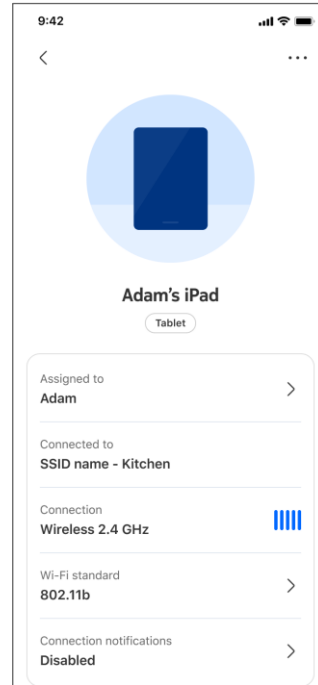 9:42
Adam's iPad
Tablet
Assigned to
Adam
Connected to
SSID name - Kitchen
Connection
Wireless 2.4 GHz
Wi-Fi standard
802.11b
Connection notifications
Disabled